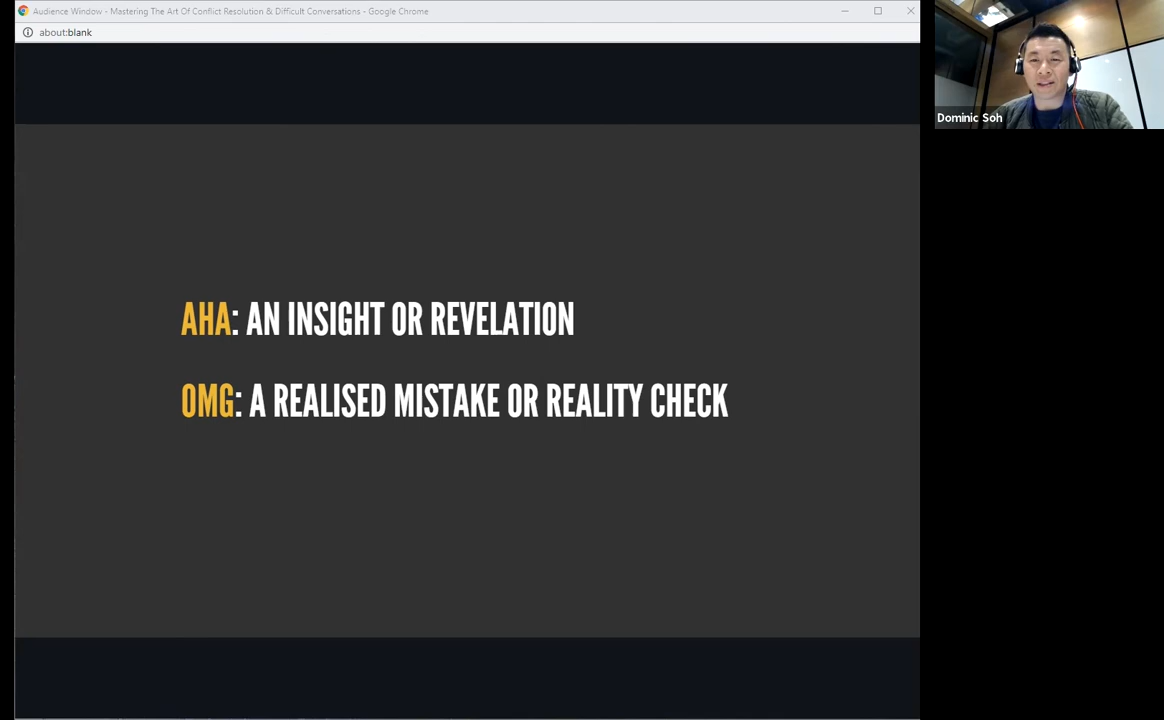 Audience Window - Mastering The Art Of Conflict Resolution & Difficult Conversations - Google Chrome
about:blank
Dominic Soh
AHA: AN INSIGHT OR REVELATION
OMG: A REALISED MISTAKE OR REALITY CHECK